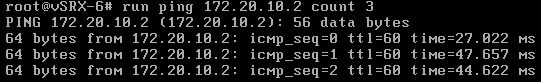 root@vSRX-6# run ping 172.20.10.2 count 3
PING 172.20.10.2 (172.20.10.2): 56 data bytes
64 bytes from 172.20.10.2: icmp_seq=0 ttl=60 time=27.022 ms
64 bytes from 172.20.10.2: icmp_seq=1 ttl=60 time=47.657 ms
64 bytes from 172.20.10.2: icmp_seq=2 ttl=60 time=44.622 ms